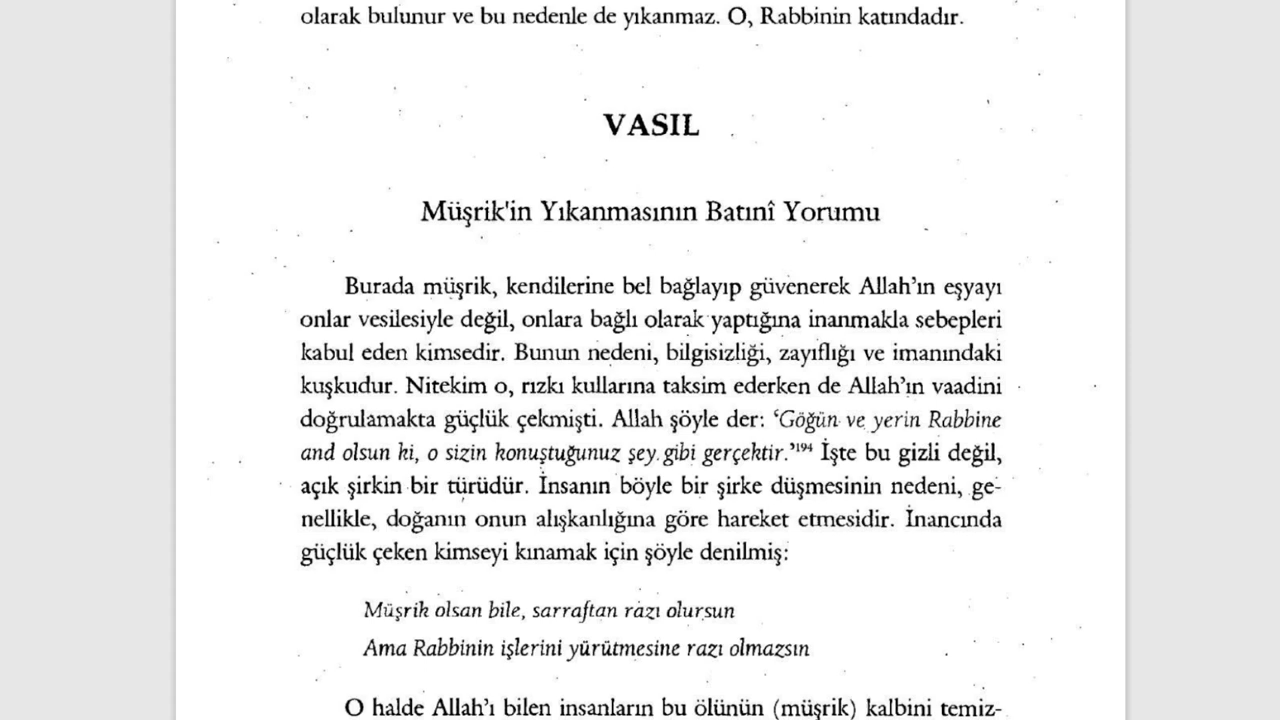 olarak bulunur ve bu nedenle de yıkanmaz. O, Rabbinin katındadır.
VASIL
Müşrik'in Yıkanmasının Batınî Yorumu
Burada müşrik, kendilerine bel bağlayıp güvenerek Allah'ın eşyayı
onlar vesilesiyle değil, onlara bağlı olarak yaptığına inanmakla sebepleri
kabul eden kimsedir. Bunun nedeni, bilgisizliği, zayıflığı ve imanındaki
kuşkudur. Nitekim o, rızkı kullarına taksim ederken de Allah'ın vaadini
doğrulamakta güçlük çekmişti. Allah şöyle der: 'Göğün ve yerin Rabbine
and olsun ki, o sizin konuştuğunuz şey gibi gerçektir.'¹⁹⁴ İşte bu gizli değil,
açık şirkin bir türüdür. İnsanın böyle bir şirke düşmesinin nedeni, ge-
nellikle, doğanın onun alışkanlığına göre hareket etmesidir. İnancında
güçlük çeken kimseyi kınamak için şöyle denilmiş:
Müşrik olsan bile, sarraftan razı olursun
Ama Rabbinin işlerini yürütmesine razı olmazsın
O halde Allah'ı bilen insanların bu ölünün (müşrik) kalbini temiz-